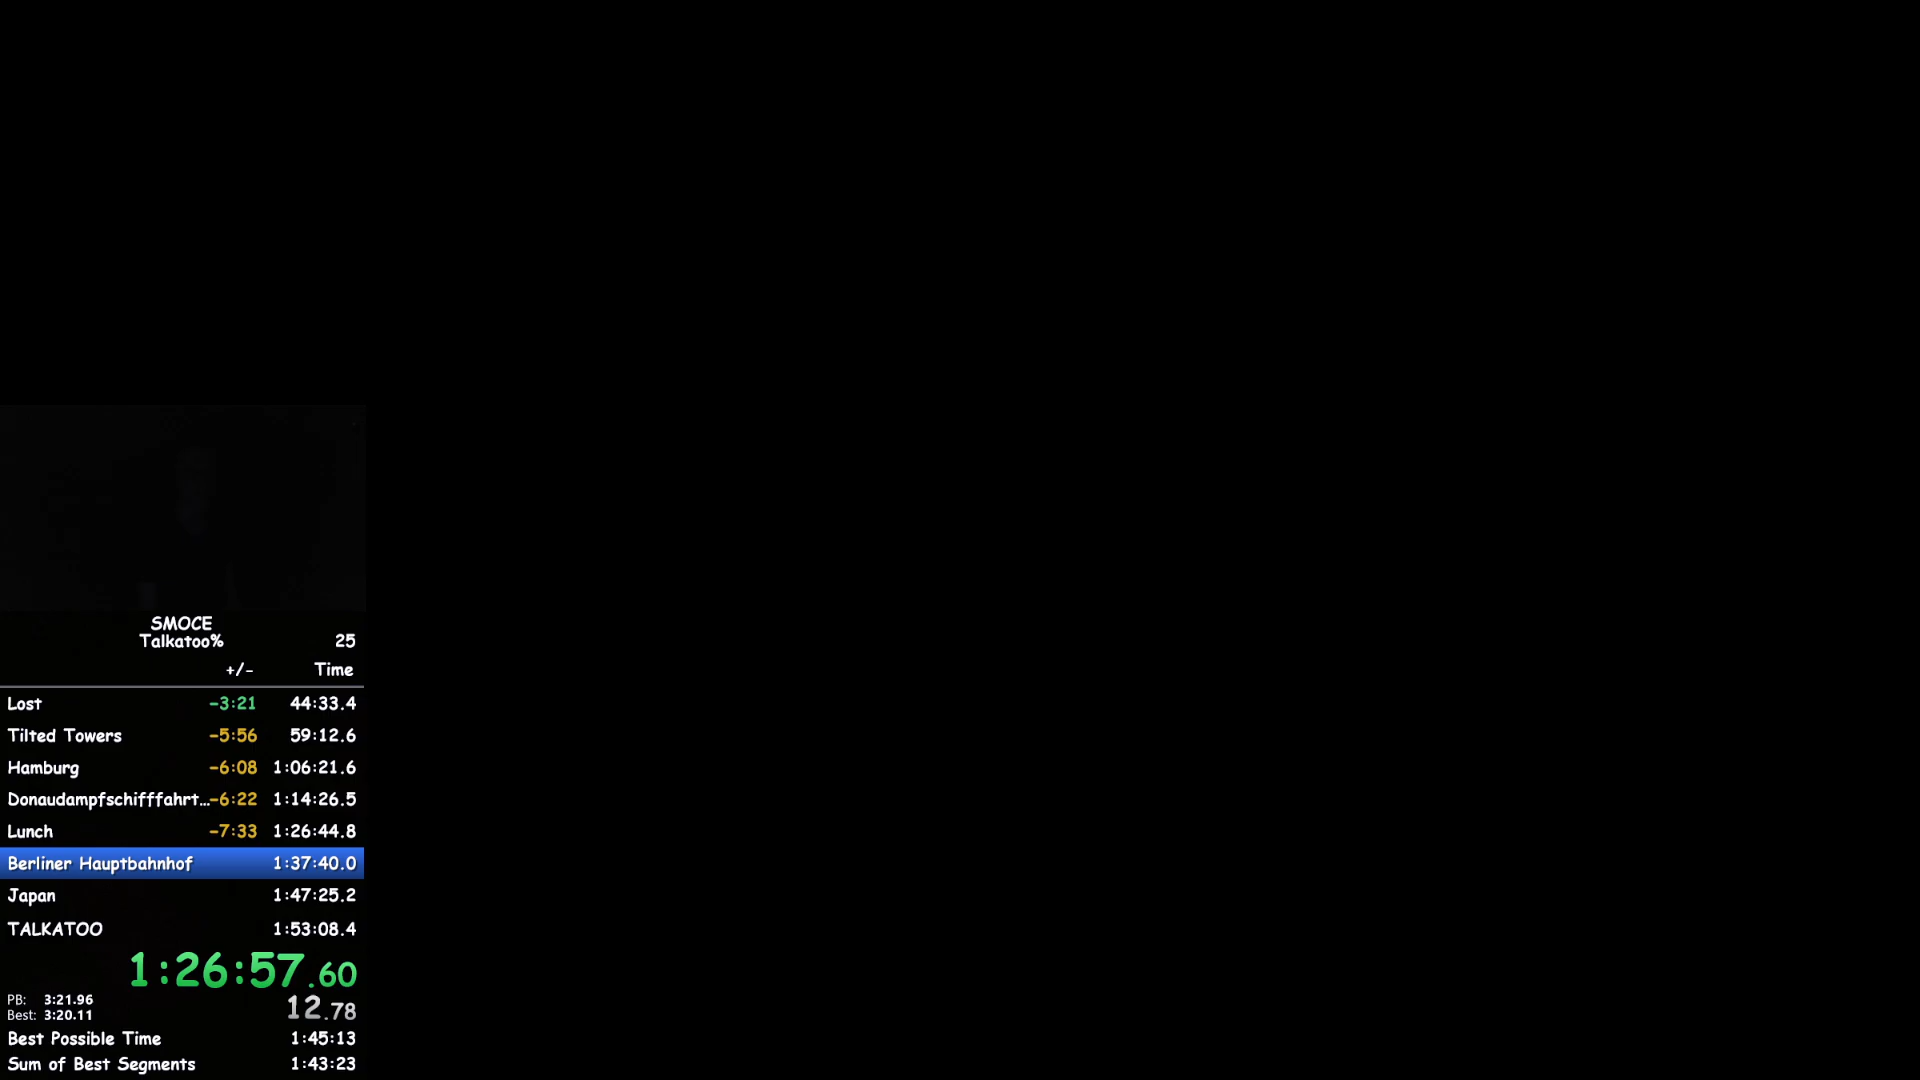 SMOCE
Talkatoo% 25
+/- Time
Lost -3:21 44:33.4
Tilted Towers -5:56 59:12.6
Hamburg -6:08 1:06:21.6
Donaudampfschifffahrt... -6:22 1:14:26.5
Lunch -7:33 1:26:44.8
Berliner Hauptbahnhof 1:37:40.0
Japan 1:47:25.2
TALKATOO 1:53:08.4
1:26:57.60
PB: 3:21.96
Best: 3:20.11
12.78
Best Possible Time 1:45:13
Sum of Best Segments 1:43:23